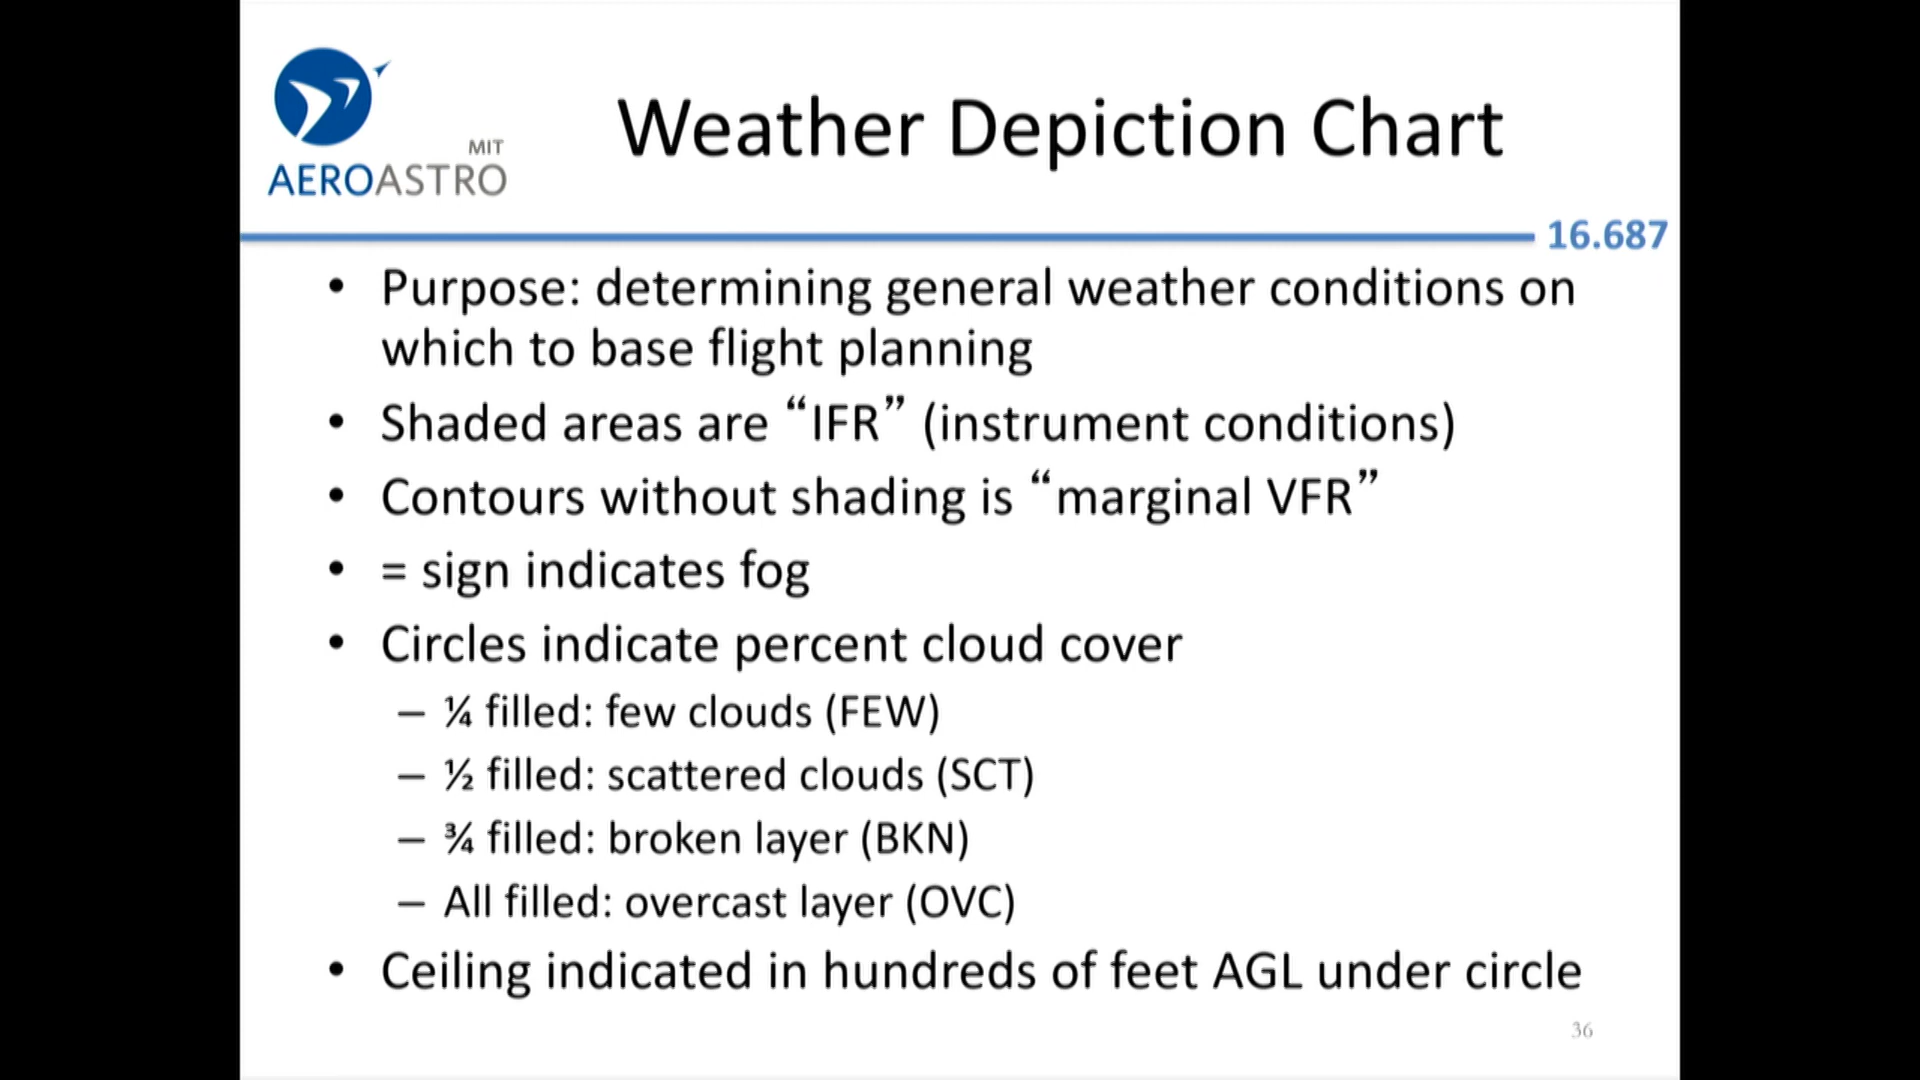 MIT
AEROASTRO
Weather Depiction Chart
16.687
• Purpose: determining general weather conditions on
which to base flight planning
• Shaded areas are “IFR” (instrument conditions)
• Contours without shading is “marginal VFR”
• = sign indicates fog
• Circles indicate percent cloud cover
– ¼ filled: few clouds (FEW)
– ½ filled: scattered clouds (SCT)
– ¾ filled: broken layer (BKN)
– All filled: overcast layer (OVC)
• Ceiling indicated in hundreds of feet AGL under circle
36